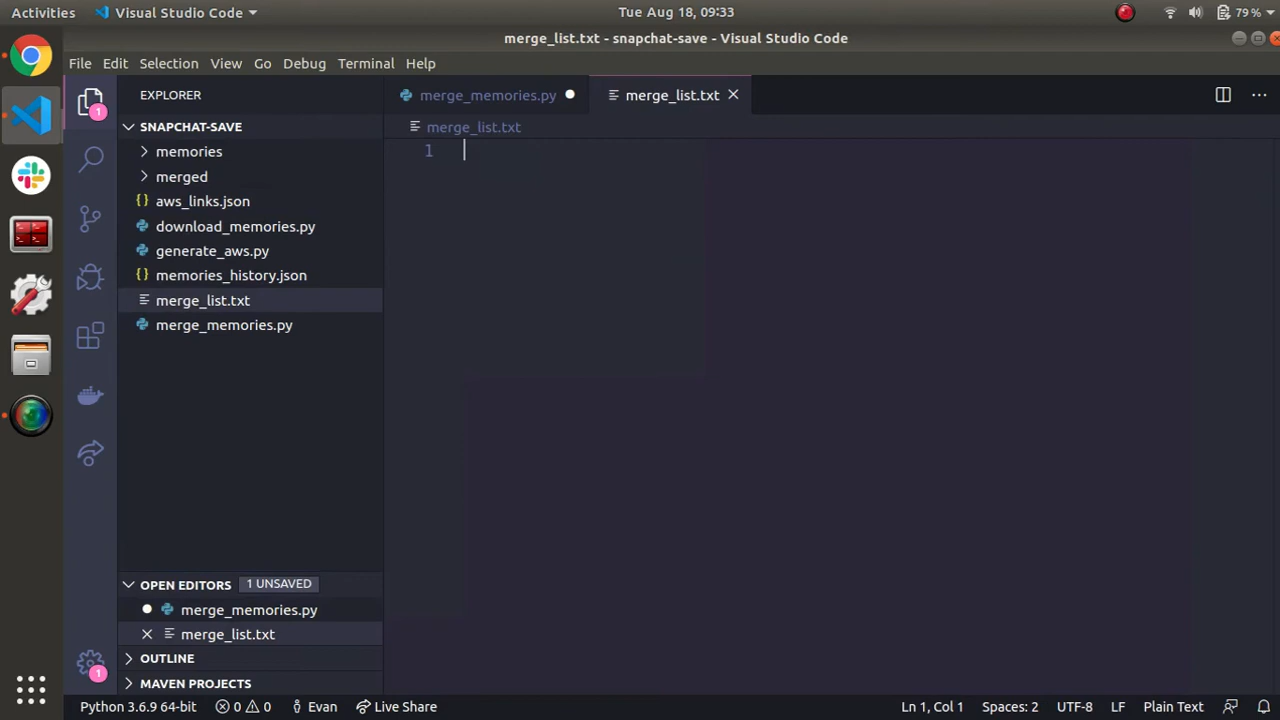 Activities
Visual Studio Code
Tue Aug 18, 09:33
79 %
merge_list.txt - snapchat-save - Visual Studio Code
File Edit Selection View Go Debug Terminal Help
EXPLORER
merge_memories.py
merge_list.txt
SNAPCHAT-SAVE
merge_list.txt
memories
1
merged
aws_links.json
download_memories.py
generate_aws.py
memories_history.json
merge_list.txt
merge_memories.py
OPEN EDITORS 1 UNSAVED
merge_memories.py
merge_list.txt
OUTLINE
MAVEN PROJECTS
1
1
Python 3.6.9 64-bit 0 0 Evan Live Share Ln 1, Col 1 Spaces: 2 UTF-8 LF Plain Text